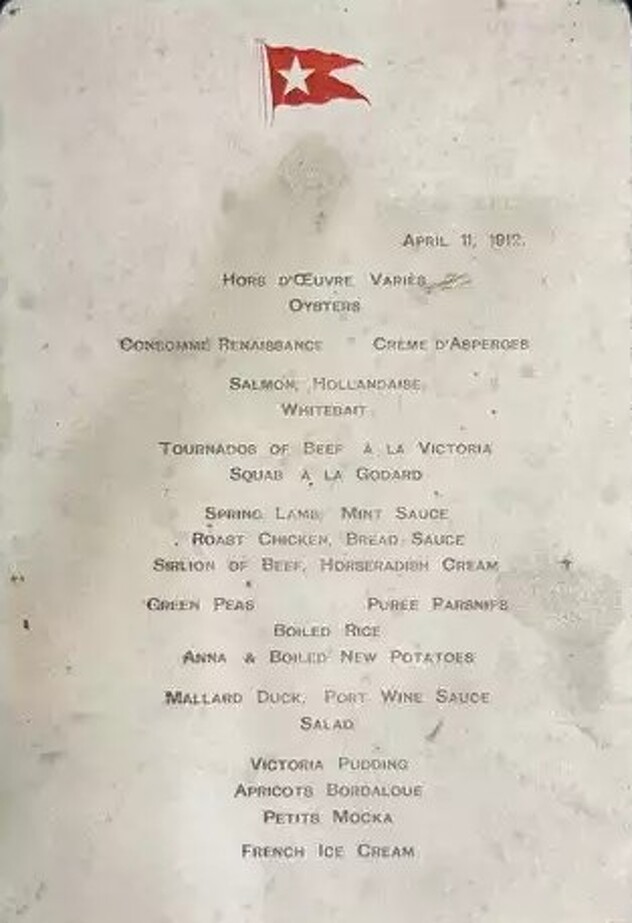 April 11, 1912.
Hors d'Œuvre Variés
Oysters
Consommé Renaissance Crème d'Asperges
Salmon, Hollandaise
Whitebait
Tournados of Beef à la Victoria
Squab à la Godard
Spring Lamb, Mint Sauce
Roast Chicken, Bread Sauce
Sirlion of Beef, Horseradish Cream
Green Peas Purée Parsnips
Boiled Rice
Anna & Boiled New Potatoes
Mallard Duck, Port Wine Sauce
Salad
Victoria Pudding
Apricots Bordaloue
Petits Mocka
French Ice Cream